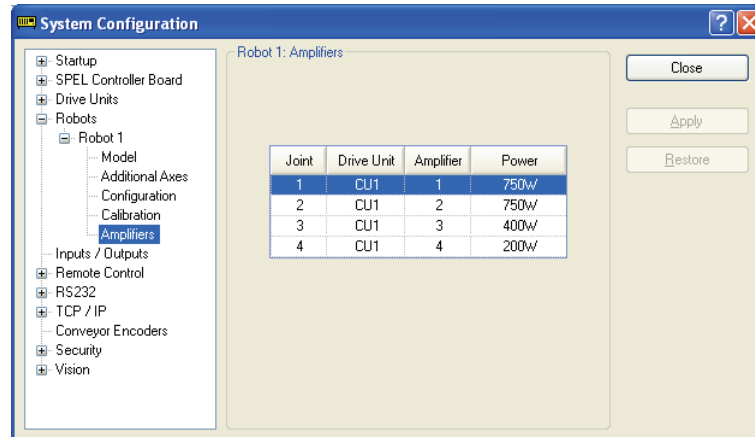 System Configuration
Startup
SPEL Controller Board
Drive Units
Robots
Robot 1
Model
Additional Axes
Configuration
Calibration
Amplifiers
Inputs / Outputs
Remote Control
RS232
TCP / IP
Conveyor Encoders
Security
Vision
Robot 1: Amplifiers
Joint Drive Unit Amplifier Power
1 CU1 1 750W
2 CU1 2 750W
3 CU1 3 400W
4 CU1 4 200W
Close
Apply
Restore